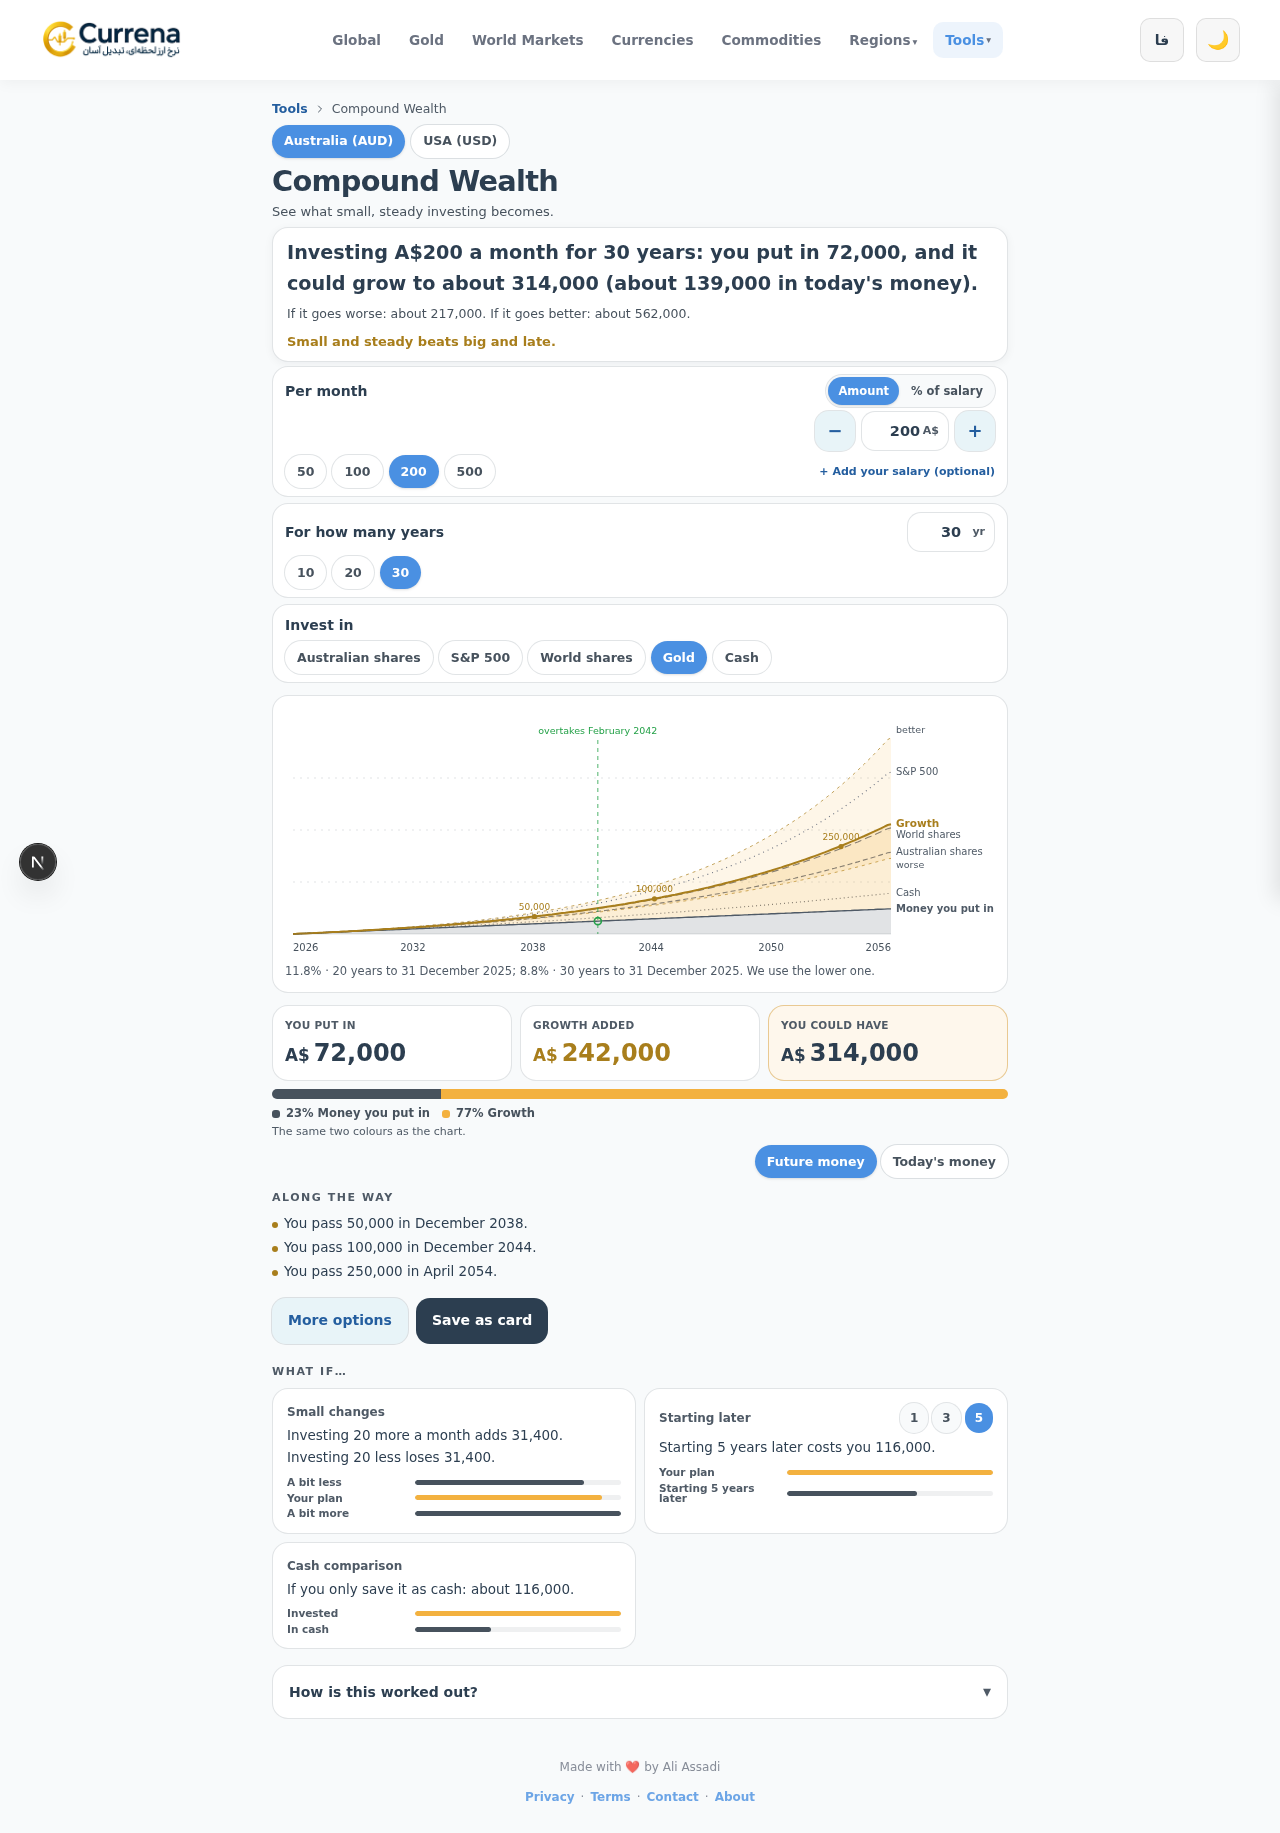 Currena
نرخ ارز لحظه‌ای، تبدیل آسان
Global
Gold
World Markets
Currencies
Commodities
Regions▾
Tools▾
فا
Tools › Compound Wealth
Australia (AUD)
USA (USD)
Compound Wealth
See what small, steady investing becomes.
Investing A$200 a month for 30 years: you put in 72,000, and it
could grow to about 314,000 (about 139,000 in today's money).
If it goes worse: about 217,000. If it goes better: about 562,000.
Small and steady beats big and late.
Per month
Amount
% of salary
−
200 A$
+
50
100
200
500
+ Add your salary (optional)
For how many years
30 yr
10
20
30
Invest in
Australian shares
S&P 500
World shares
Gold
Cash
overtakes February 2042
better
S&P 500
Growth
World shares
250,000
Australian shares
worse
100,000
Cash
50,000
Money you put in
2026
2032
2038
2044
2050
2056
11.8% · 20 years to 31 December 2025; 8.8% · 30 years to 31 December 2025. We use the lower one.
YOU PUT IN
A$ 72,000
GROWTH ADDED
A$ 242,000
YOU COULD HAVE
A$ 314,000
23% Money you put in
77% Growth
The same two colours as the chart.
Future money
Today's money
ALONG THE WAY
You pass 50,000 in December 2038.
You pass 100,000 in December 2044.
You pass 250,000 in April 2054.
More options
Save as card
WHAT IF…
Small changes
Investing 20 more a month adds 31,400.
Investing 20 less loses 31,400.
A bit less
Your plan
A bit more
Starting later
1
3
5
Starting 5 years later costs you 116,000.
Your plan
Starting 5 years
later
Cash comparison
If you only save it as cash: about 116,000.
Invested
In cash
How is this worked out?
▼
Made with ❤️ by Ali Assadi
Privacy · Terms · Contact · About